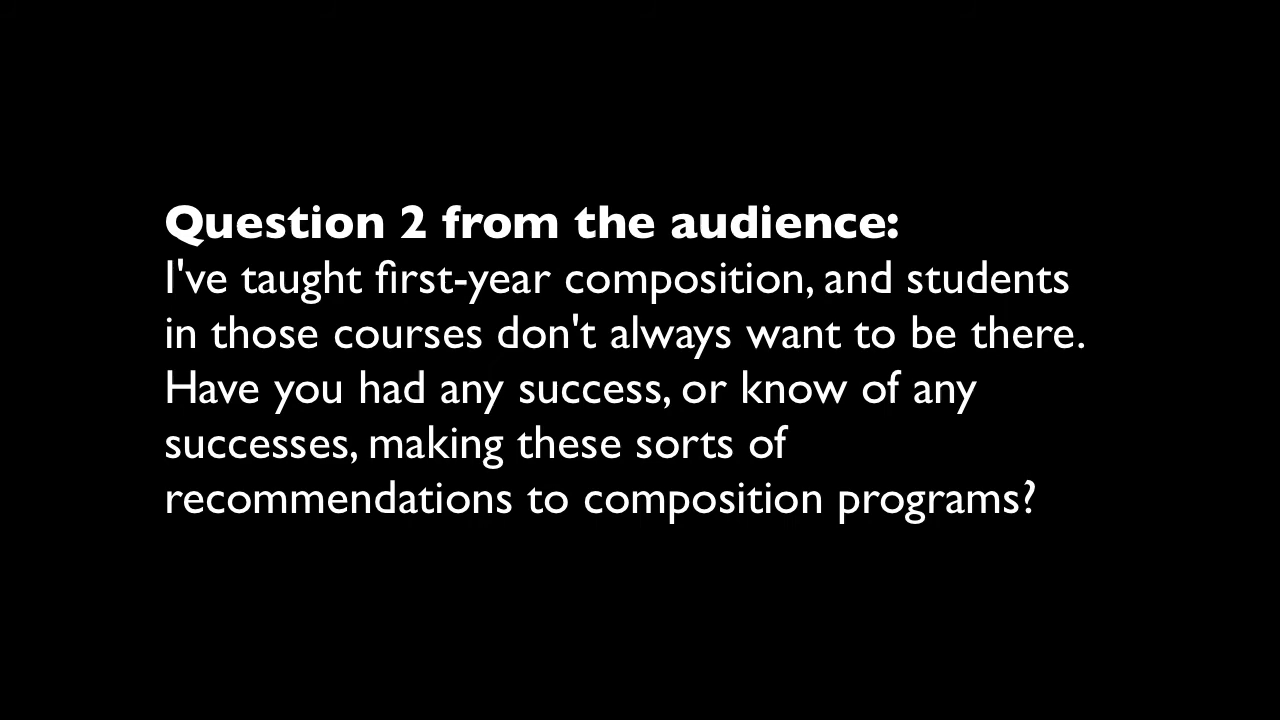 Question 2 from the audience:
I've taught first-year composition, and students
in those courses don't always want to be there.
Have you had any success, or know of any
successes, making these sorts of
recommendations to composition programs?